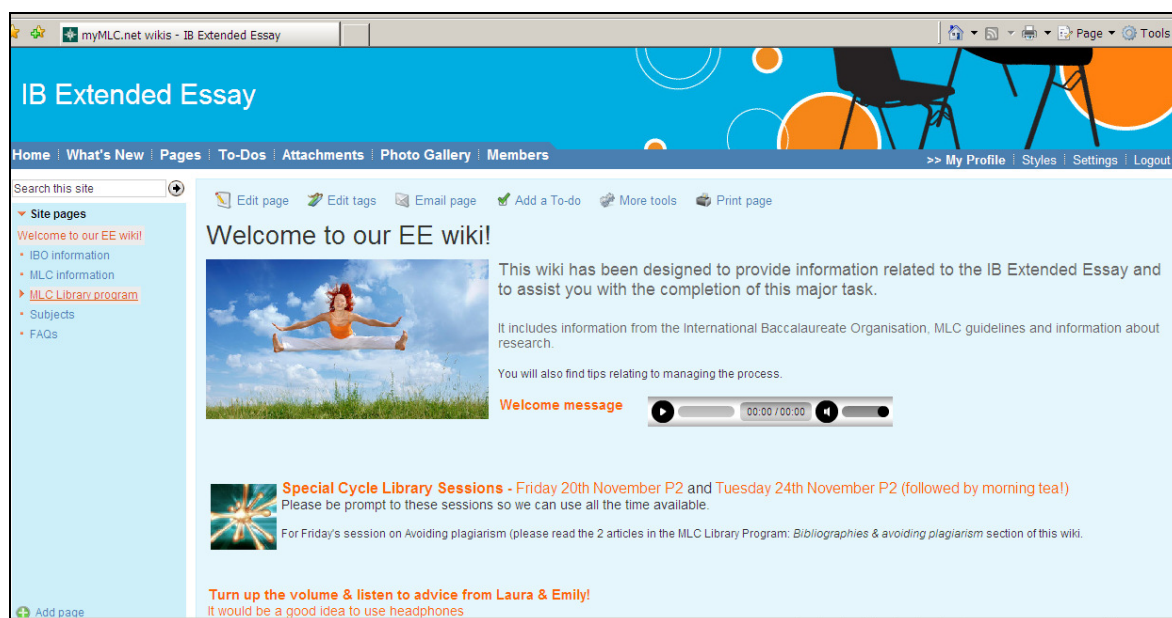 myMLC.net wikis - IB Extended Essay
Page
Tools
IB Extended Essay
Home What's New Pages To-Dos Attachments Photo Gallery Members
>> My Profile Styles Settings Logout
Search this site
Site pages
Welcome to our EE wiki!
IBO information
MLC information
MLC Library program
Subjects
FAQs
Add page
Edit page Edit tags Email page Add a To-do More tools Print page
Welcome to our EE wiki!
This wiki has been designed to provide information related to the IB Extended Essay and
to assist you with the completion of this major task.
It includes information from the International Baccalaureate Organisation, MLC guidelines and information about
research.
You will also find tips relating to managing the process.
Welcome message
00:00 / 00:00
Special Cycle Library Sessions - Friday 20th November P2 and Tuesday 24th November P2 (followed by morning tea!)
Please be prompt to these sessions so we can use all the time available.
For Friday's session on Avoiding plagiarism (please read the 2 articles in the MLC Library Program: Bibliographies & avoiding plagiarism section of this wiki.
Turn up the volume & listen to advice from Laura & Emily!
It would be a good idea to use headphones